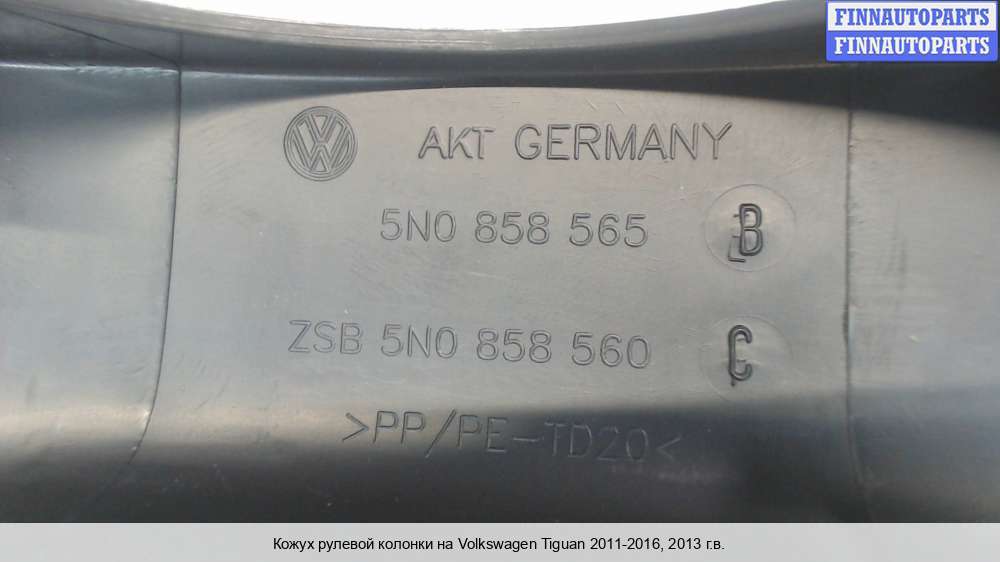 FINNAUTOPARTS
FINNAUTOPARTS
AKT GERMANY
5N0 858 565 B
ZSB 5N0 858 560 C
>PP/PE-TD20<
Кожух рулевой колонки на Volkswagen Tiguan 2011-2016, 2013 г.в.